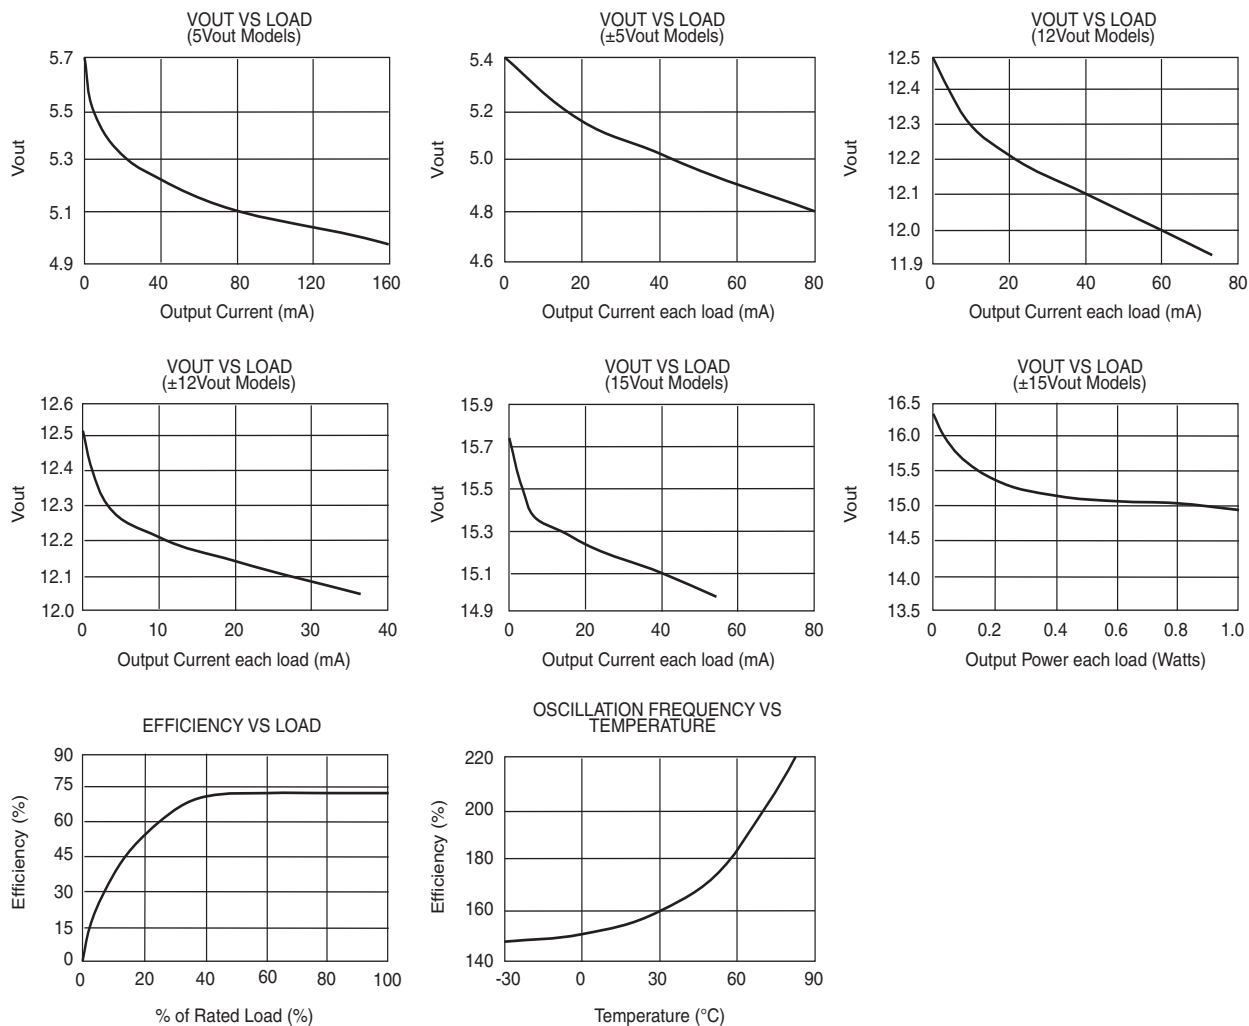 VOUT VS LOAD
(5Vout Models)
5.7
5.5
5.3
5.1
4.9
Vout
0 40 80 120 160
Output Current (mA)
VOUT VS LOAD
(±5Vout Models)
5.4
5.2
5.0
4.8
4.6
Vout
0 20 40 60 80
Output Current each load (mA)
VOUT VS LOAD
(12Vout Models)
12.5
12.4
12.3
12.2
12.1
12.0
11.9
Vout
0 20 40 60 80
Output Current each load (mA)
VOUT VS LOAD
(±12Vout Models)
12.6
12.5
12.4
12.3
12.2
12.1
12.0
Vout
0 10 20 30 40
Output Current each load (mA)
VOUT VS LOAD
(15Vout Models)
15.9
15.7
15.5
15.3
15.1
14.9
Vout
0 20 40 60 80
Output Current each load (mA)
VOUT VS LOAD
(±15Vout Models)
16.5
16.0
15.5
15.0
14.5
14.0
13.5
Vout
0 0.2 0.4 0.6 0.8 1.0
Output Power each load (Watts)
EFFICIENCY VS LOAD
90
75
60
45
30
15
0
Efficiency (%)
0 20 40 60 80 100
% of Rated Load (%)
OSCILLATION FREQUENCY VS
TEMPERATURE
220
200
180
160
140
Efficiency (%)
-30 0 30 60 90
Temperature (°C)